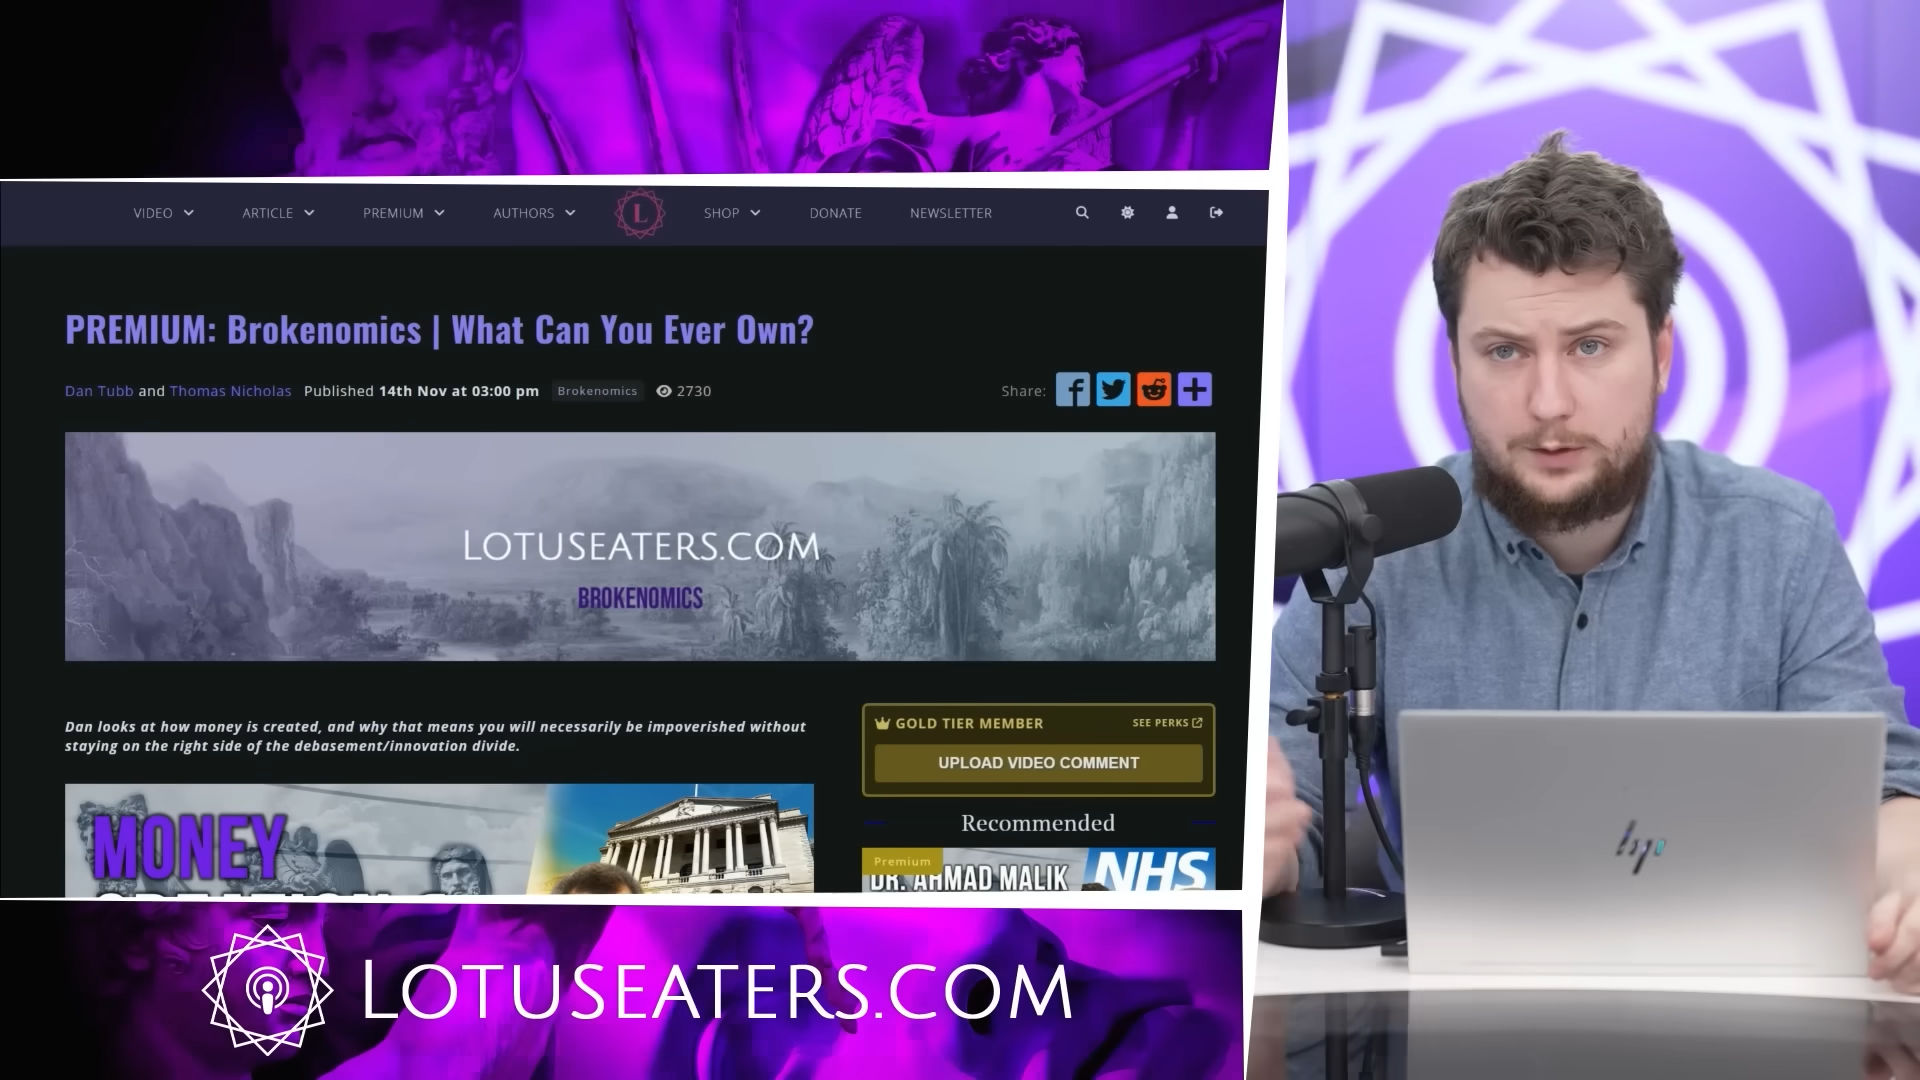 VIDEO ARTICLE PREMIUM AUTHORS L SHOP DONATE NEWSLETTER
PREMIUM: Brokenomics | What Can You Ever Own?
Dan Tubb and Thomas Nicholas Published 14th Nov at 03:00 pm Brokenomics 2730 Share:
LOTUSEATERS.COM
BROKENOMICS
Dan looks at how money is created, and why that means you will necessarily be impoverished without
staying on the right side of the debasement/innovation divide.
MONEY
GOLD TIER MEMBER SEE PERKS
UPLOAD VIDEO COMMENT
Recommended
Premium
DR. AHMAD MALIK NHS
LOTUSEATERS.COM
hp